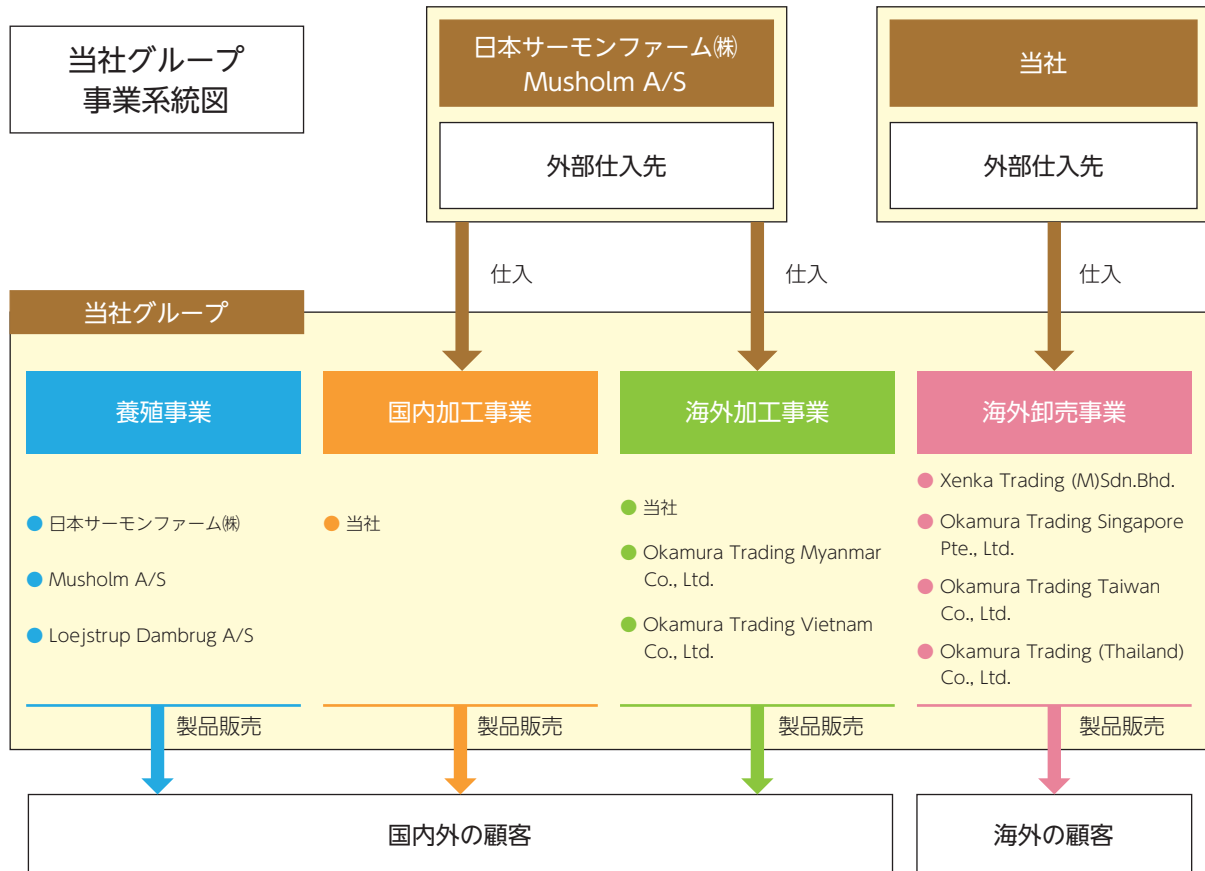 当社グループ
事業系統図
日本サーモンファーム㈱
Musholm A/S
外部仕入先
当社
外部仕入先
仕入
仕入
仕入
当社グループ
養殖事業
日本サーモンファーム㈱
Musholm A/S
Loejstrup Dambrug A/S
製品販売
国内加工事業
当社
製品販売
海外加工事業
当社
Okamura Trading Myanmar
Co., Ltd.
Okamura Trading Vietnam
Co., Ltd.
製品販売
海外卸売事業
Xenka Trading (M)Sdn.Bhd.
Okamura Trading Singapore
Pte., Ltd.
Okamura Trading Taiwan
Co., Ltd.
Okamura Trading (Thailand)
Co., Ltd.
製品販売
国内外の顧客
海外の顧客